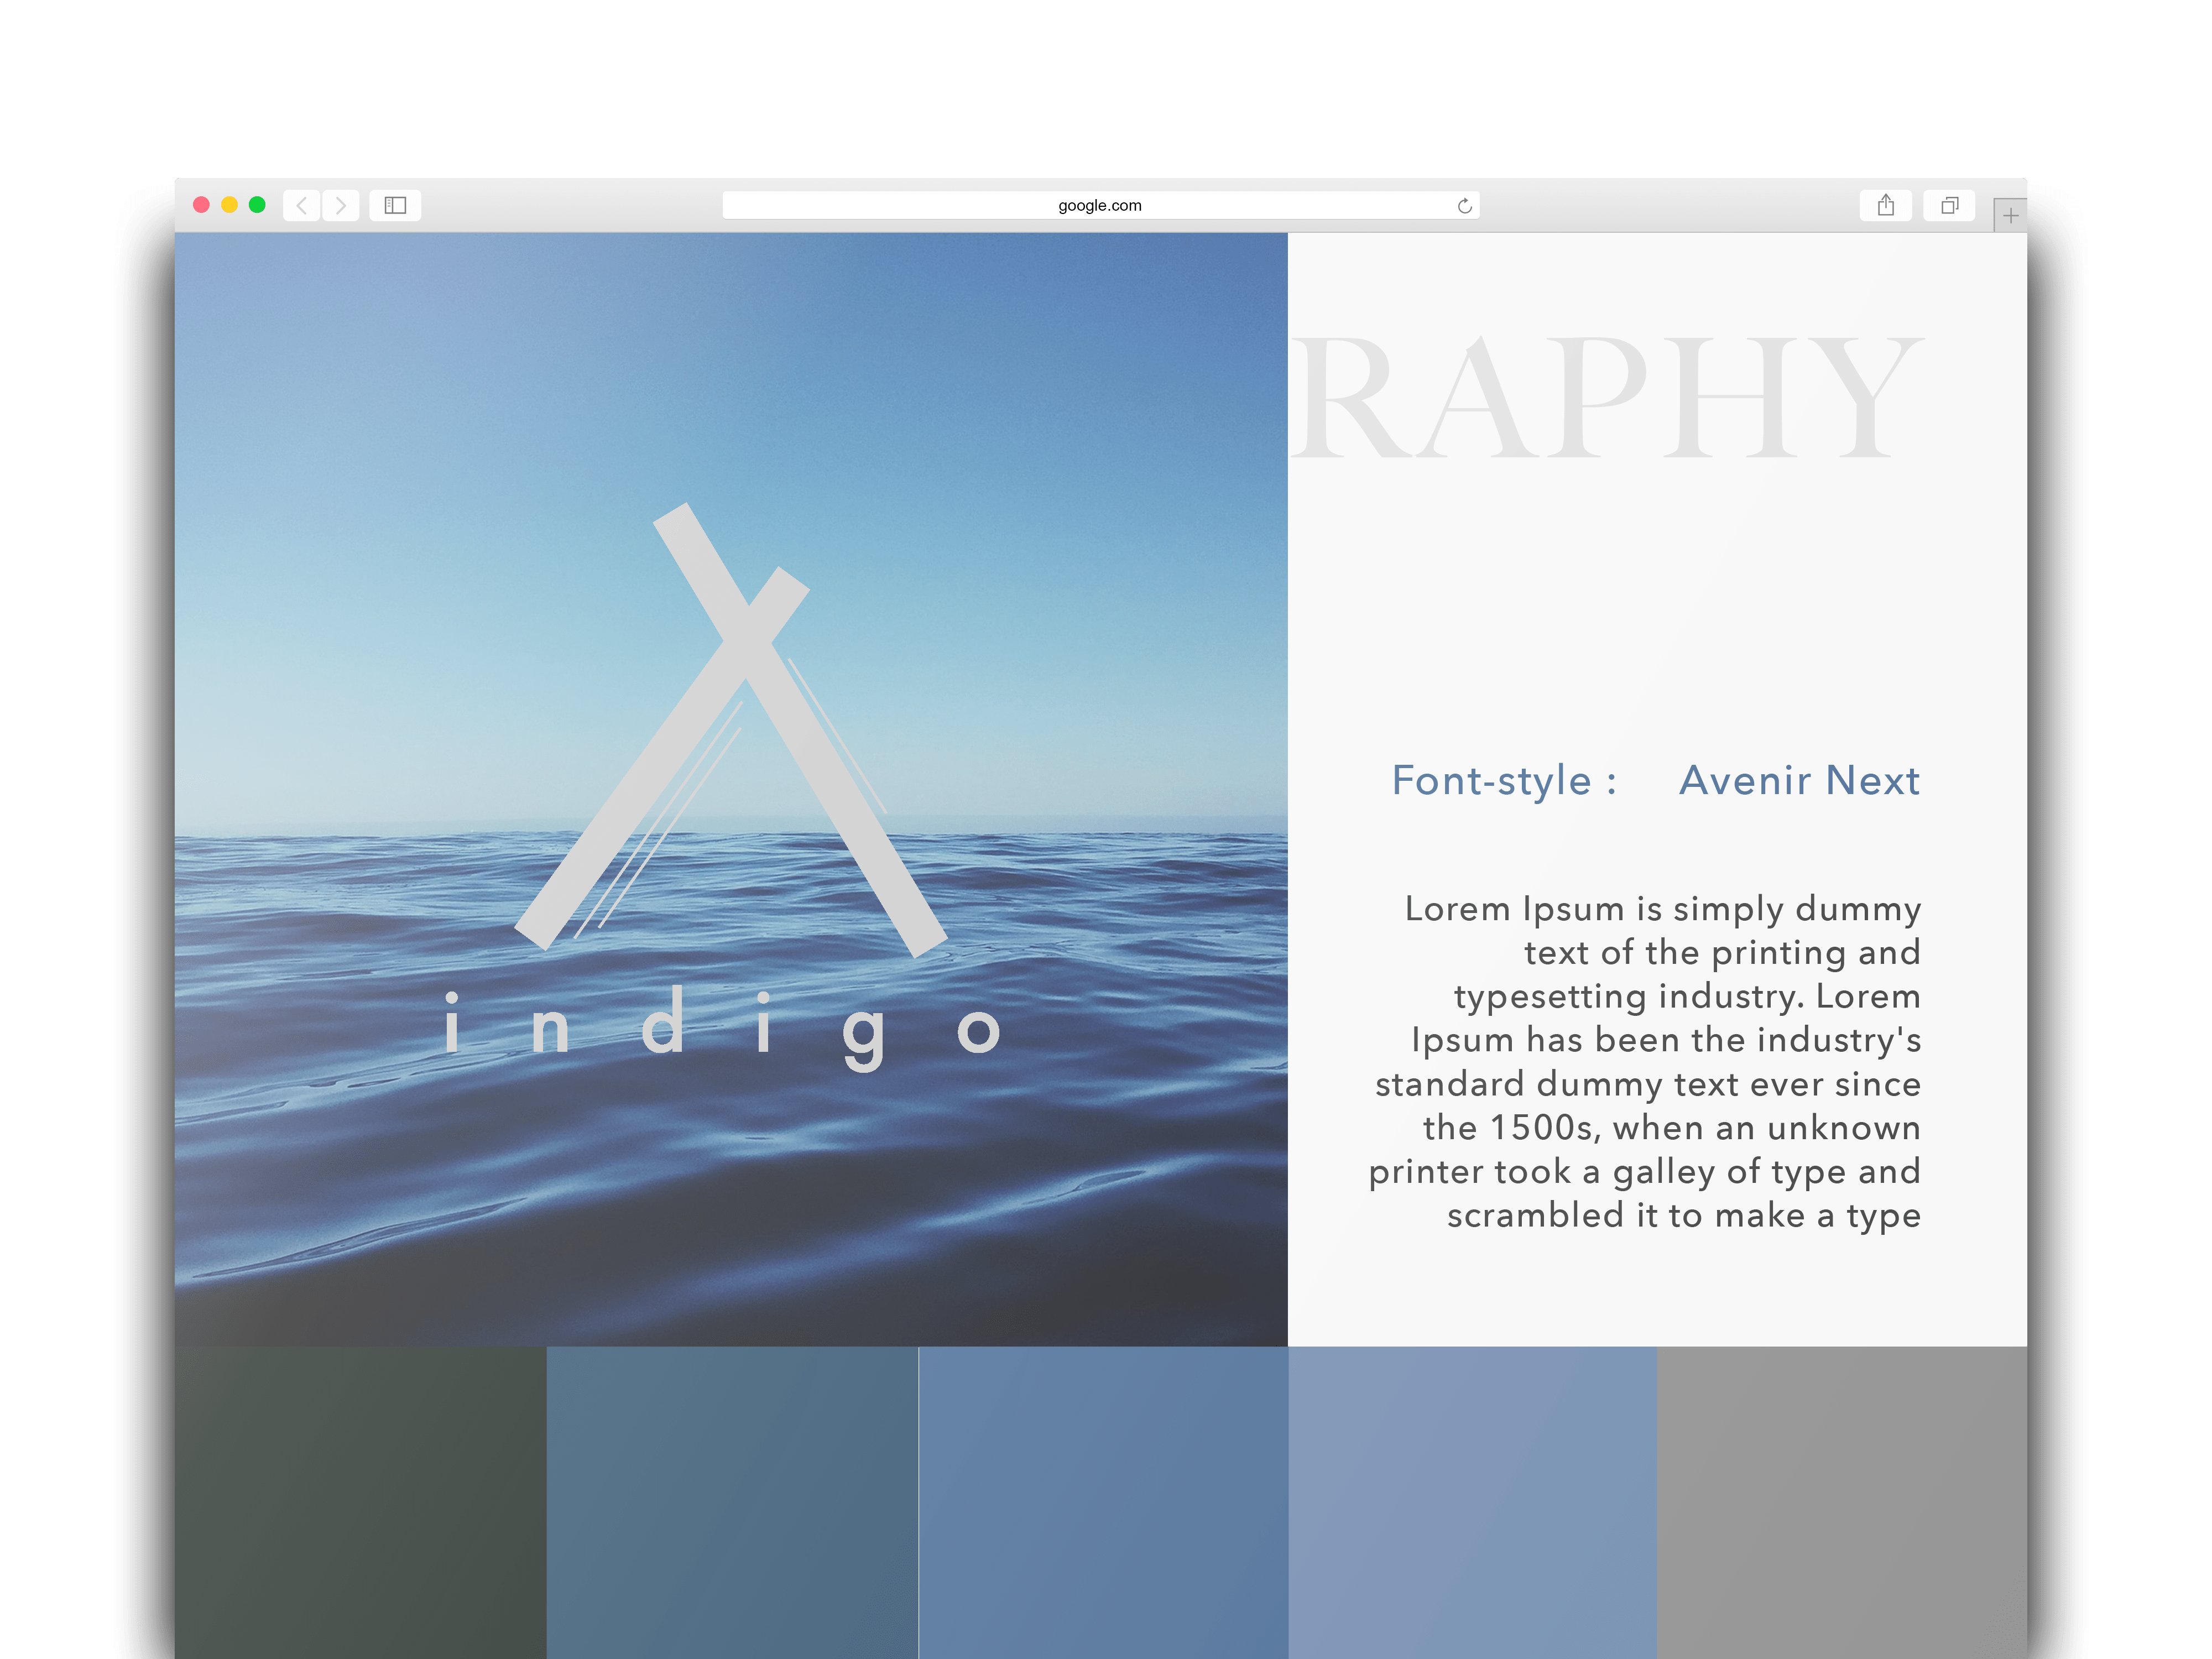 google.com
RAPHY
indigo
Font-style : Avenir Next
Lorem Ipsum is simply dummy
text of the printing and
typesetting industry. Lorem
Ipsum has been the industry's
standard dummy text ever since
the 1500s, when an unknown
printer took a galley of type and
scrambled it to make a type